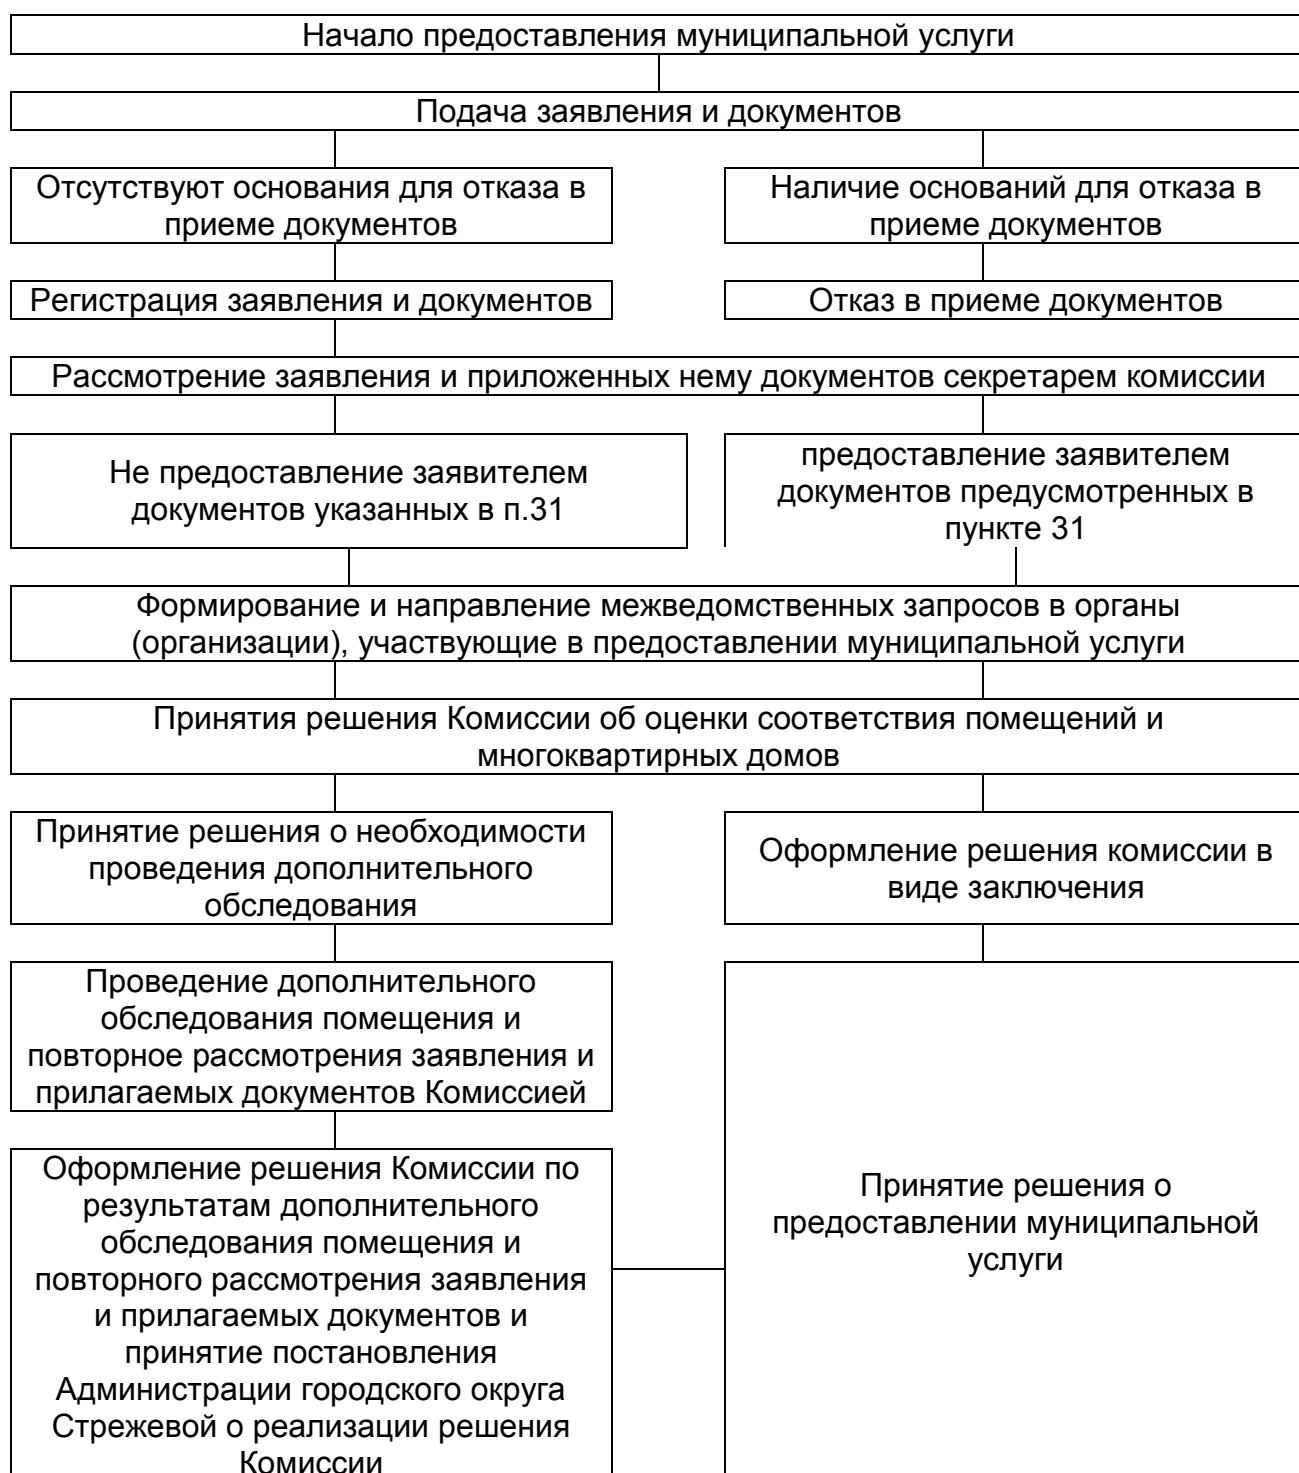 Начало предоставления муниципальной услуги
Подача заявления и документов
Отсутствуют основания для отказа в
приеме документов
Наличие оснований для отказа в
приеме документов
Регистрация заявления и документов
Отказ в приеме документов
Рассмотрение заявления и приложенных нему документов секретарем комиссии
Не предоставление заявителем
документов указанных в п.31
предоставление заявителем
документов предусмотренных в
пункте 31
Формирование и направление межведомственных запросов в органы
(организации), участвующие в предоставлении муниципальной услуги
Принятия решения Комиссии об оценки соответствия помещений и
многоквартирных домов
Принятие решения о необходимости
проведения дополнительного
обследования
Оформление решения комиссии в
виде заключения
Проведение дополнительного
обследования помещения и
повторное рассмотрения заявления и
прилагаемых документов Комиссией
Оформление решения Комиссии по
результатам дополнительного
обследования помещения и
повторного рассмотрения заявления
и прилагаемых документов и
принятие постановления
Администрации городского округа
Стрежевой о реализации решения
Комиссии
Принятие решения о
предоставлении муниципальной
услуги